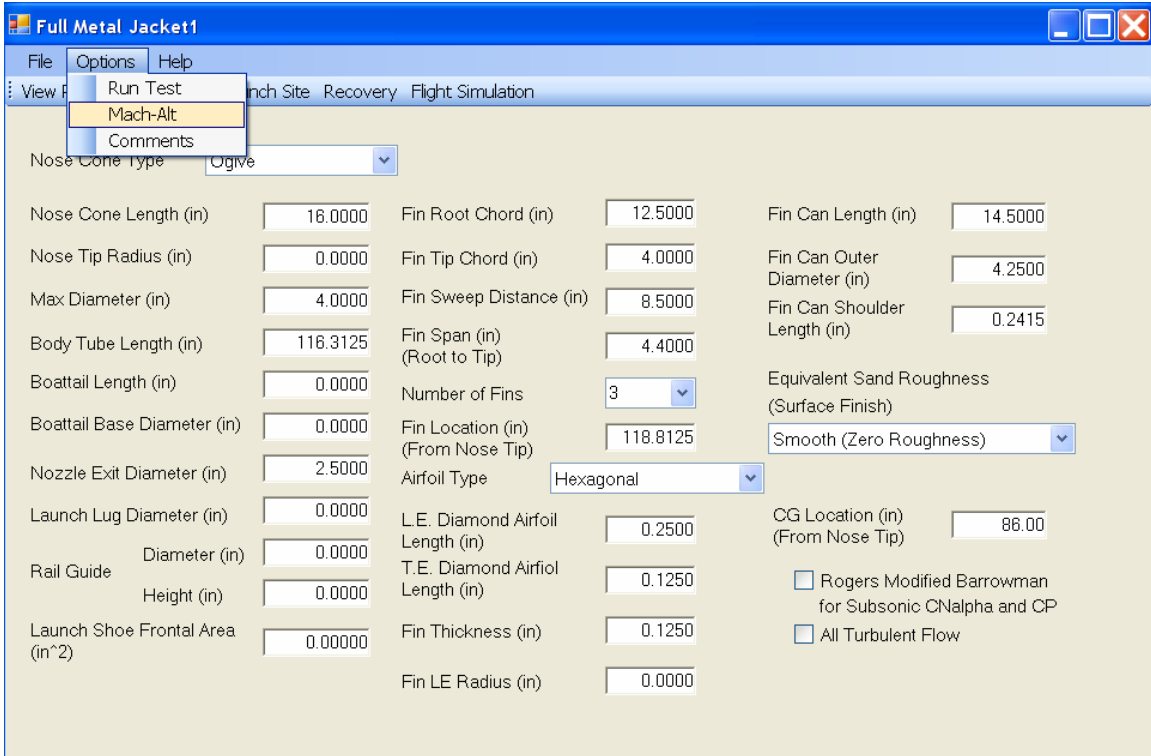 Full Metal Jacket1
File Options Help
Run Test
Mach-Alt
Comments
View nch Site Recovery Flight Simulation
Nose Cone Type Ogive
Nose Cone Length (in) 16.0000
Nose Tip Radius (in) 0.0000
Max Diameter (in) 4.0000
Body Tube Length (in) 116.3125
Boattail Length (in) 0.0000
Boattail Base Diameter (in) 0.0000
Nozzle Exit Diameter (in) 2.5000
Launch Lug Diameter (in) 0.0000
Rail Guide
Diameter (in) 0.0000
Height (in) 0.0000
Launch Shoe Frontal Area
(in^2) 0.00000
Fin Root Chord (in) 12.5000
Fin Tip Chord (in) 4.0000
Fin Sweep Distance (in) 8.5000
Fin Span (in)
(Root to Tip) 4.4000
Number of Fins 3
Fin Location (in)
(From Nose Tip) 118.8125
Airfoil Type Hexagonal
L.E. Diamond Airfoil
Length (in) 0.2500
T.E. Diamond Airfiol
Length (in) 0.1250
Fin Thickness (in) 0.1250
Fin LE Radius (in) 0.0000
Fin Can Length (in) 14.5000
Fin Can Outer
Diameter (in) 4.2500
Fin Can Shoulder
Length (in) 0.2415
Equivalent Sand Roughness
(Surface Finish)
Smooth (Zero Roughness)
CG Location (in)
(From Nose Tip) 86.00
Rogers Modified Barrowman
for Subsonic CNalpha and CP
All Turbulent Flow